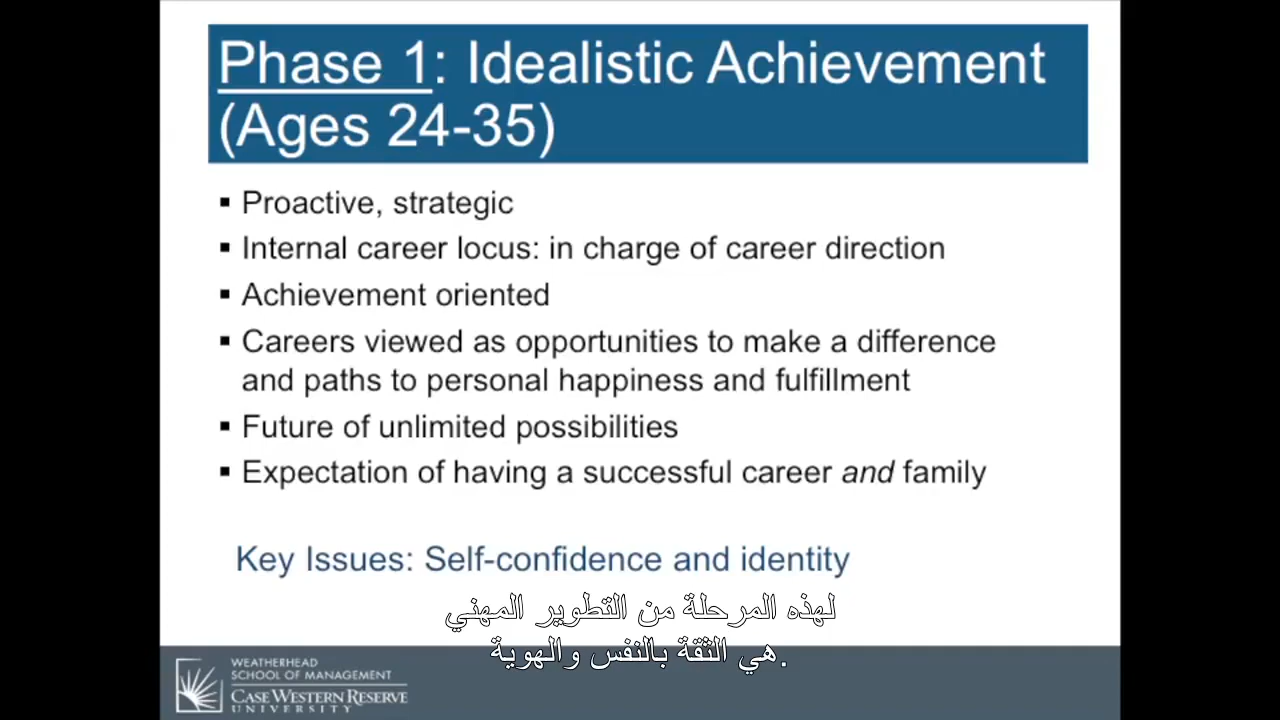 Phase 1: Idealistic Achievement
(Ages 24-35)
▪ Proactive, strategic
▪ Internal career locus: in charge of career direction
▪ Achievement oriented
▪ Careers viewed as opportunities to make a difference
and paths to personal happiness and fulfillment
▪ Future of unlimited possibilities
▪ Expectation of having a successful career and family
Key Issues: Self-confidence and identity
لهذه المرحلة من التطوير المهني
هي الثقة بالنفس والهوية.
WEATHERHEAD
SCHOOL OF MANAGEMENT
CASE WESTERN RESERVE
UNIVERSITY